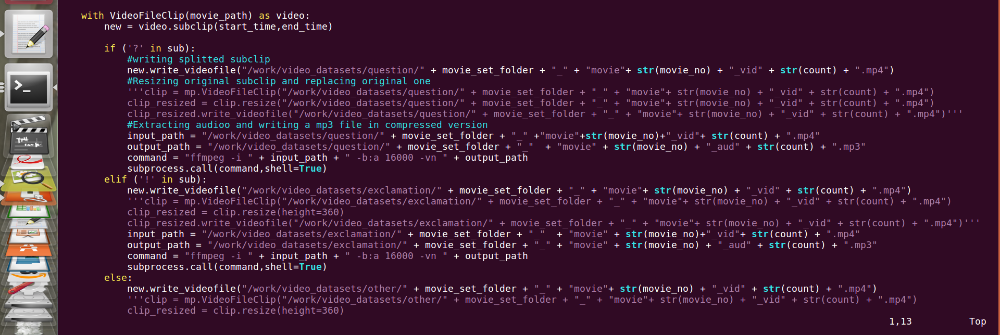 with VideoFileClip(movie_path) as video:
    new = video.subclip(start_time,end_time)

    if ('?' in sub):
        #writing splitted subclip
        new.write_videofile("/work/video_datasets/question/" + movie_set_folder + "_" + "movie"+ str(movie_no) + "_vid" + str(count) + ".mp4")
        #Resizing original subclip and replacing original one
        '''clip = mp.VideoFileClip("/work/video_datasets/question/" + movie_set_folder + "_" + "movie"+ str(movie_no) + "_vid" + str(count) + ".mp4")
        clip_resized = clip.resize("/work/video_datasets/question/" + movie_set_folder + "_" + "movie"+ str(movie_no) + "_vid" + str(count) + ".mp4")
        clip_resized.write_videofile("/work/video_datasets/question/" + movie_set_folder + "_" + "movie"+ str(movie_no) + "_vid" + str(count) + ".mp4")'''
        #Extracting audioo and writing a mp3 file in compressed version
        input_path = "/work/video_datasets/question/" + movie_set_folder + "_" +"movie"+str(movie_no)+"_vid"+ str(count) + ".mp4"
        output_path = "/work/video_datasets/question/" + movie_set_folder + "_"  + "movie" + str(movie_no) + "_aud" + str(count) + ".mp3"
        command = "ffmpeg -i " + input_path + " -b:a 16000 -vn " + output_path
        subprocess.call(command,shell=True)
    elif ('!' in sub):
        new.write_videofile("/work/video_datasets/exclamation/" + movie_set_folder + "_" + "movie"+ str(movie_no) + "_vid" + str(count) + ".mp4")
        '''clip = mp.VideoFileClip("/work/video_datasets/exclamation/" + movie_set_folder + "_" + "movie"+ str(movie_no) + "_vid" + str(count) + ".mp4")
        clip_resized = clip.resize(height=360)
        clip_resized.write_videofile("/work/video_datasets/exclamation/" + movie_set_folder + "_" + "movie"+ str(movie_no) + "_vid" + str(count) + ".mp4")'''
        input_path = "/work/video_datasets/exclamation/" + movie_set_folder + "_"  + "movie" + str(movie_no)+"_vid"+ str(count) + ".mp4"
        output_path = "/work/video_datasets/exclamation/" + movie_set_folder + "_" + "movie" + str(movie_no) + "_aud" + str(count) + ".mp3"
        command = "ffmpeg -i " + input_path + " -b:a 16000 -vn " + output_path
        subprocess.call(command,shell=True)
    else:
        new.write_videofile("/work/video_datasets/other/" + movie_set_folder + "_" + "movie"+ str(movie_no) + "_vid" + str(count) + ".mp4")
        '''clip = mp.VideoFileClip("/work/video_datasets/other/" + movie_set_folder + "_" + "movie"+ str(movie_no) + "_vid" + str(count) + ".mp4")
        clip_resized = clip.resize(height=360)
1,13 Top